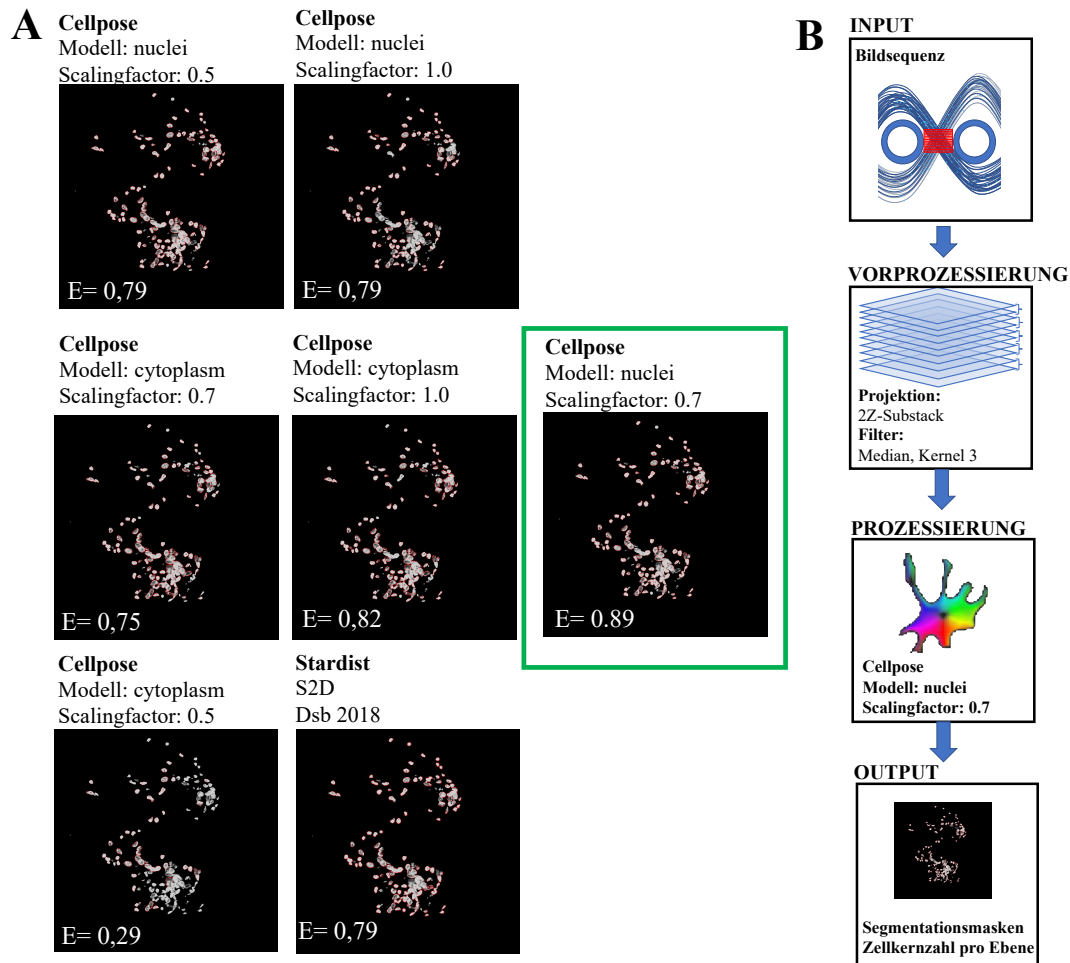 A
Cellpose
Modell: nuclei
Scalingfactor: 0.5
E= 0,79
Cellpose
Modell: nuclei
Scalingfactor: 1.0
E= 0,79
Cellpose
Modell: cytoplasm
Scalingfactor: 0.7
E= 0,75
Cellpose
Modell: cytoplasm
Scalingfactor: 1.0
E= 0,82
Cellpose
Modell: nuclei
Scalingfactor: 0.7
E= 0.89
Cellpose
Modell: cytoplasm
Scalingfactor: 0.5
E= 0,29
Stardist
S2D
Dsb 2018
E= 0,79
B
INPUT
Bildsequenz
VORPROZESSIERUNG
Projektion:
2Z-Substack
Filter:
Median, Kernel 3
PROZESSIERUNG
Cellpose
Modell: nuclei
Scalingfactor: 0.7
OUTPUT
Segmentationsmasken
Zellkernzahl pro Ebene